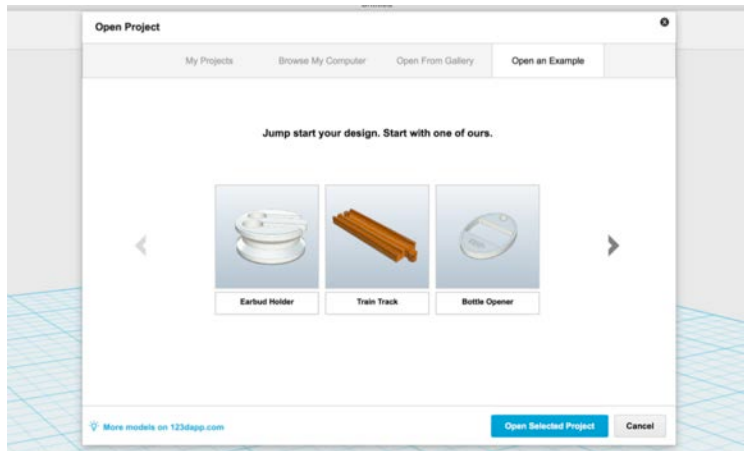 Open Project
My Projects Browse My Computer Open From Gallery Open an Example
Jump start your design. Start with one of ours.
Earbud Holder Train Track Bottle Opener
More models on 123dapp.com Open Selected Project Cancel